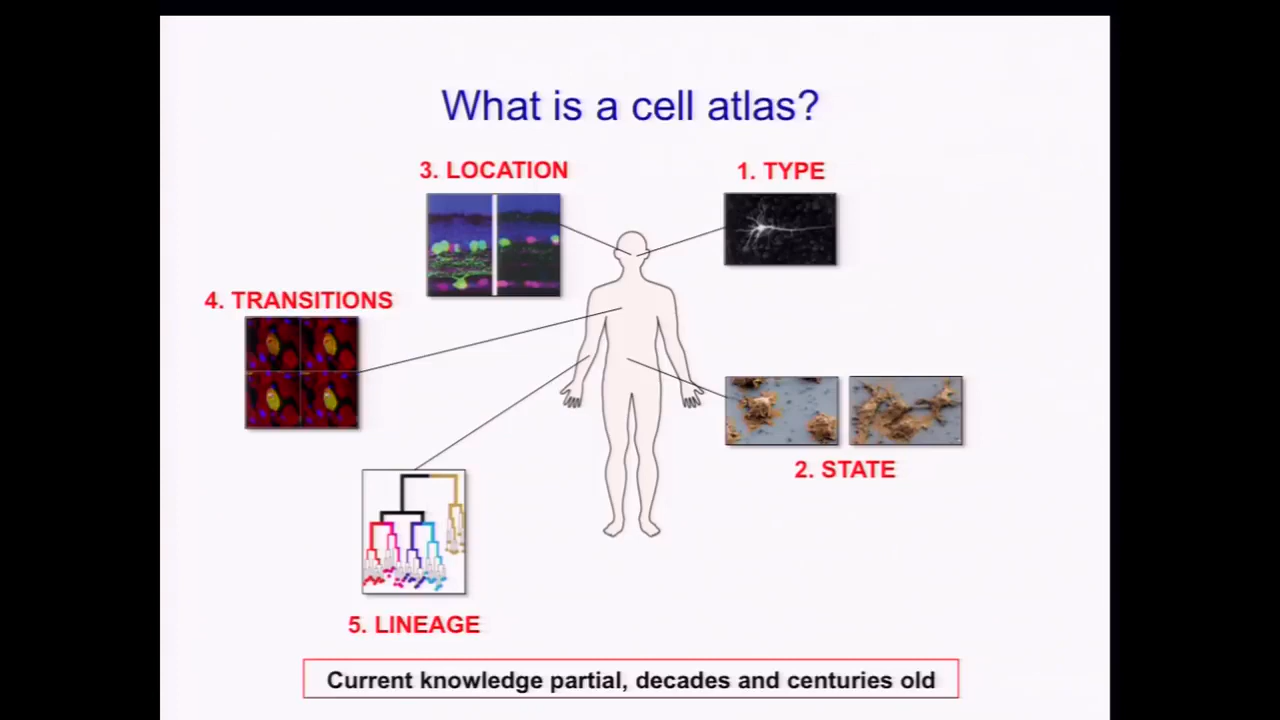 What is a cell atlas?
3. LOCATION
1. TYPE
4. TRANSITIONS
2. STATE
5. LINEAGE
Current knowledge partial, decades and centuries old